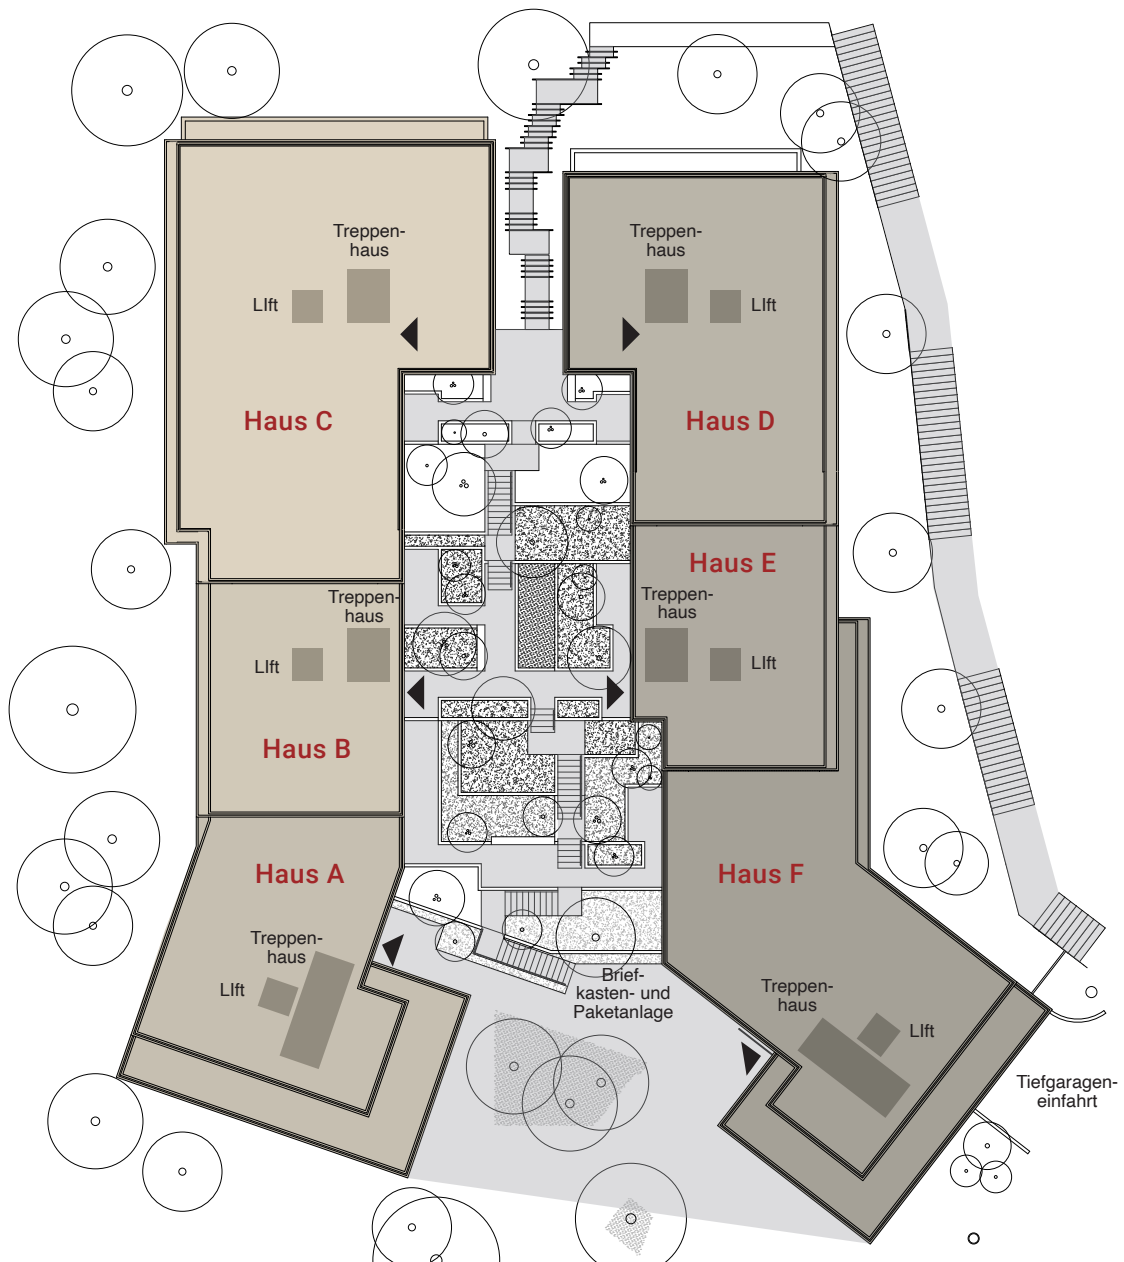 Treppen-
haus
LIft
Haus C
Treppen-
haus
LIft
Haus D
Haus E
Treppen-
haus
LIft
Treppen-
haus
LIft
Haus B
Haus A
Treppen-
haus
LIft
Haus F
Treppen-
haus
LIft
Brief-
kasten- und
Paketanlage
Tiefgaragen-
einfahrt